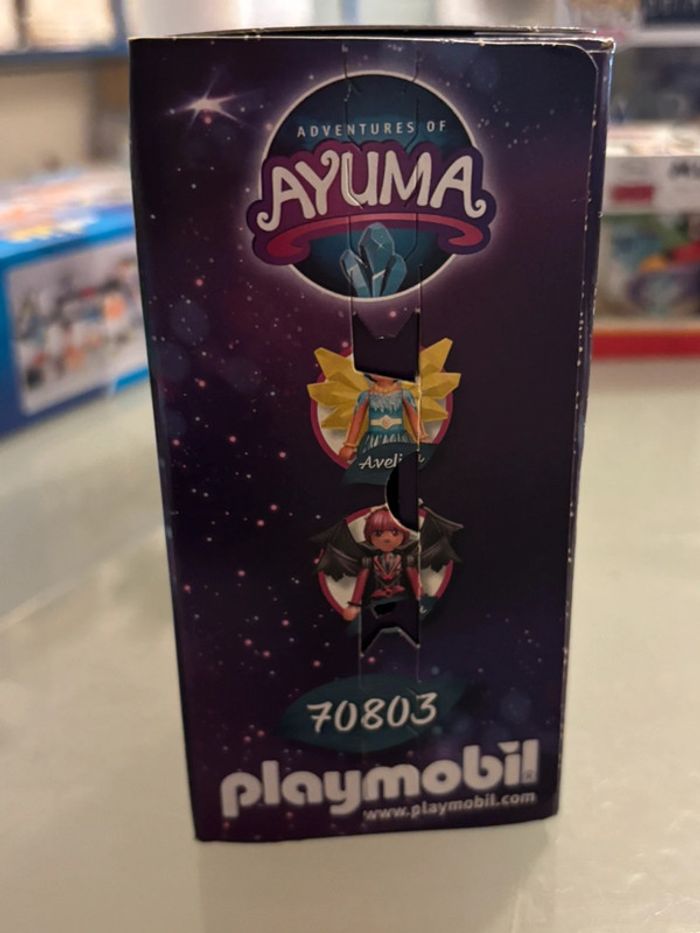 ADVENTURES OF
AYUMA
70803
playmobil
www.playmobil.com